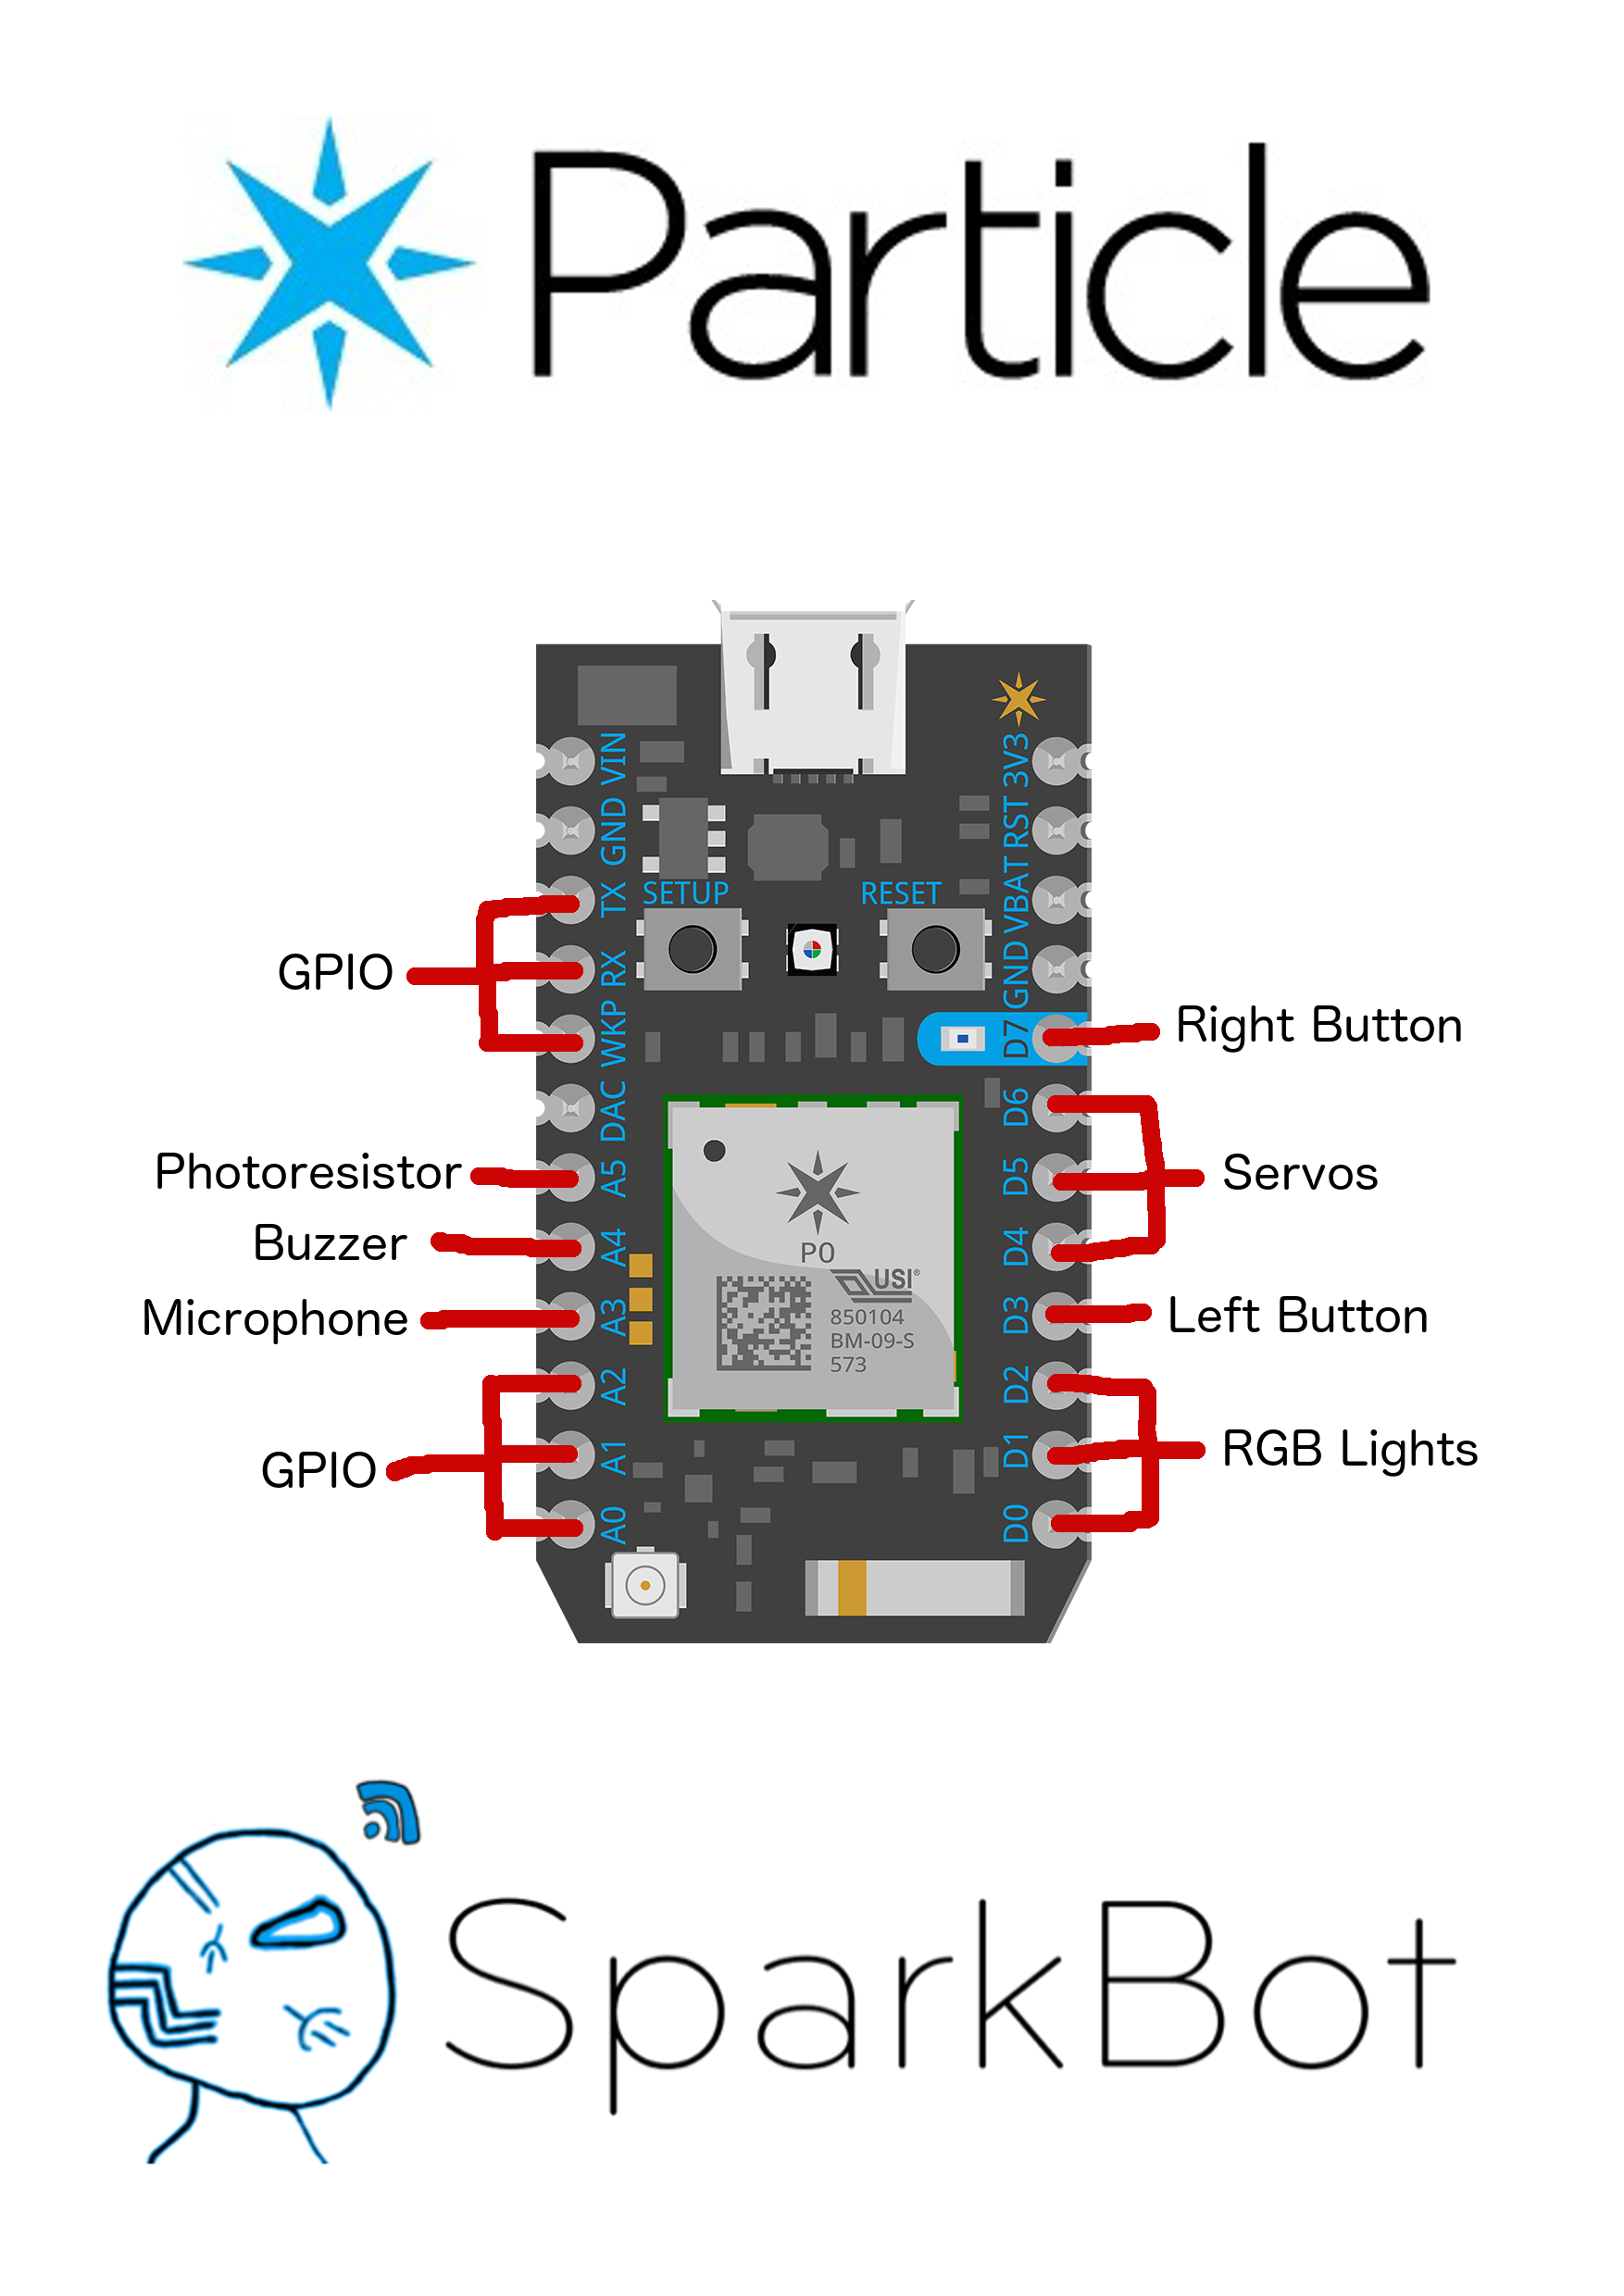 Particle
VIN
GND
TX
RX
WKP
DAC
A5
A4
A3
A2
A1
A0
3V3
RST
VBAT
GND
D7
D6
D5
D4
D3
D2
D1
D0
SETUP
RESET
GPIO
Photoresistor
Buzzer
Microphone
GPIO
Right Button
Servos
Left Button
RGB Lights
P0
USI®
850104
BM-09-S
573
SparkBot